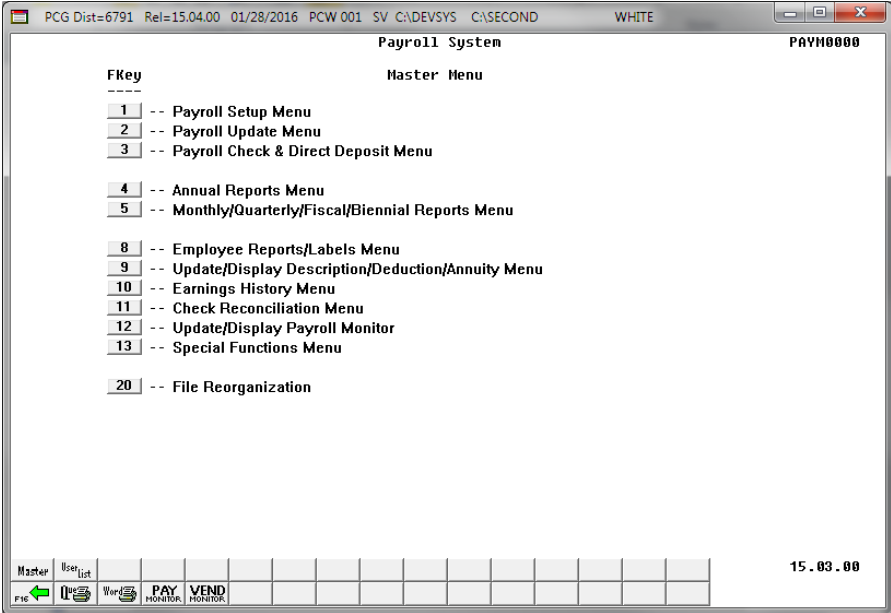 PCG Dist=6791 Rel=15.04.00 01/28/2016 PCW 001 SV C:\DEVSYS C:\SECOND WHITE
Payroll System PAYM0000
FKey Master Menu
----
1 -- Payroll Setup Menu
2 -- Payroll Update Menu
3 -- Payroll Check & Direct Deposit Menu
4 -- Annual Reports Menu
5 -- Monthly/Quarterly/Fiscal/Biennial Reports Menu
8 -- Employee Reports/Labels Menu
9 -- Update/Display Description/Deduction/Annuity Menu
10 -- Earnings History Menu
11 -- Check Reconciliation Menu
12 -- Update/Display Payroll Monitor
13 -- Special Functions Menu
20 -- File Reorganization
Master User List 15.03.00
F16 Que Word PAY MONITOR VEND MONITOR